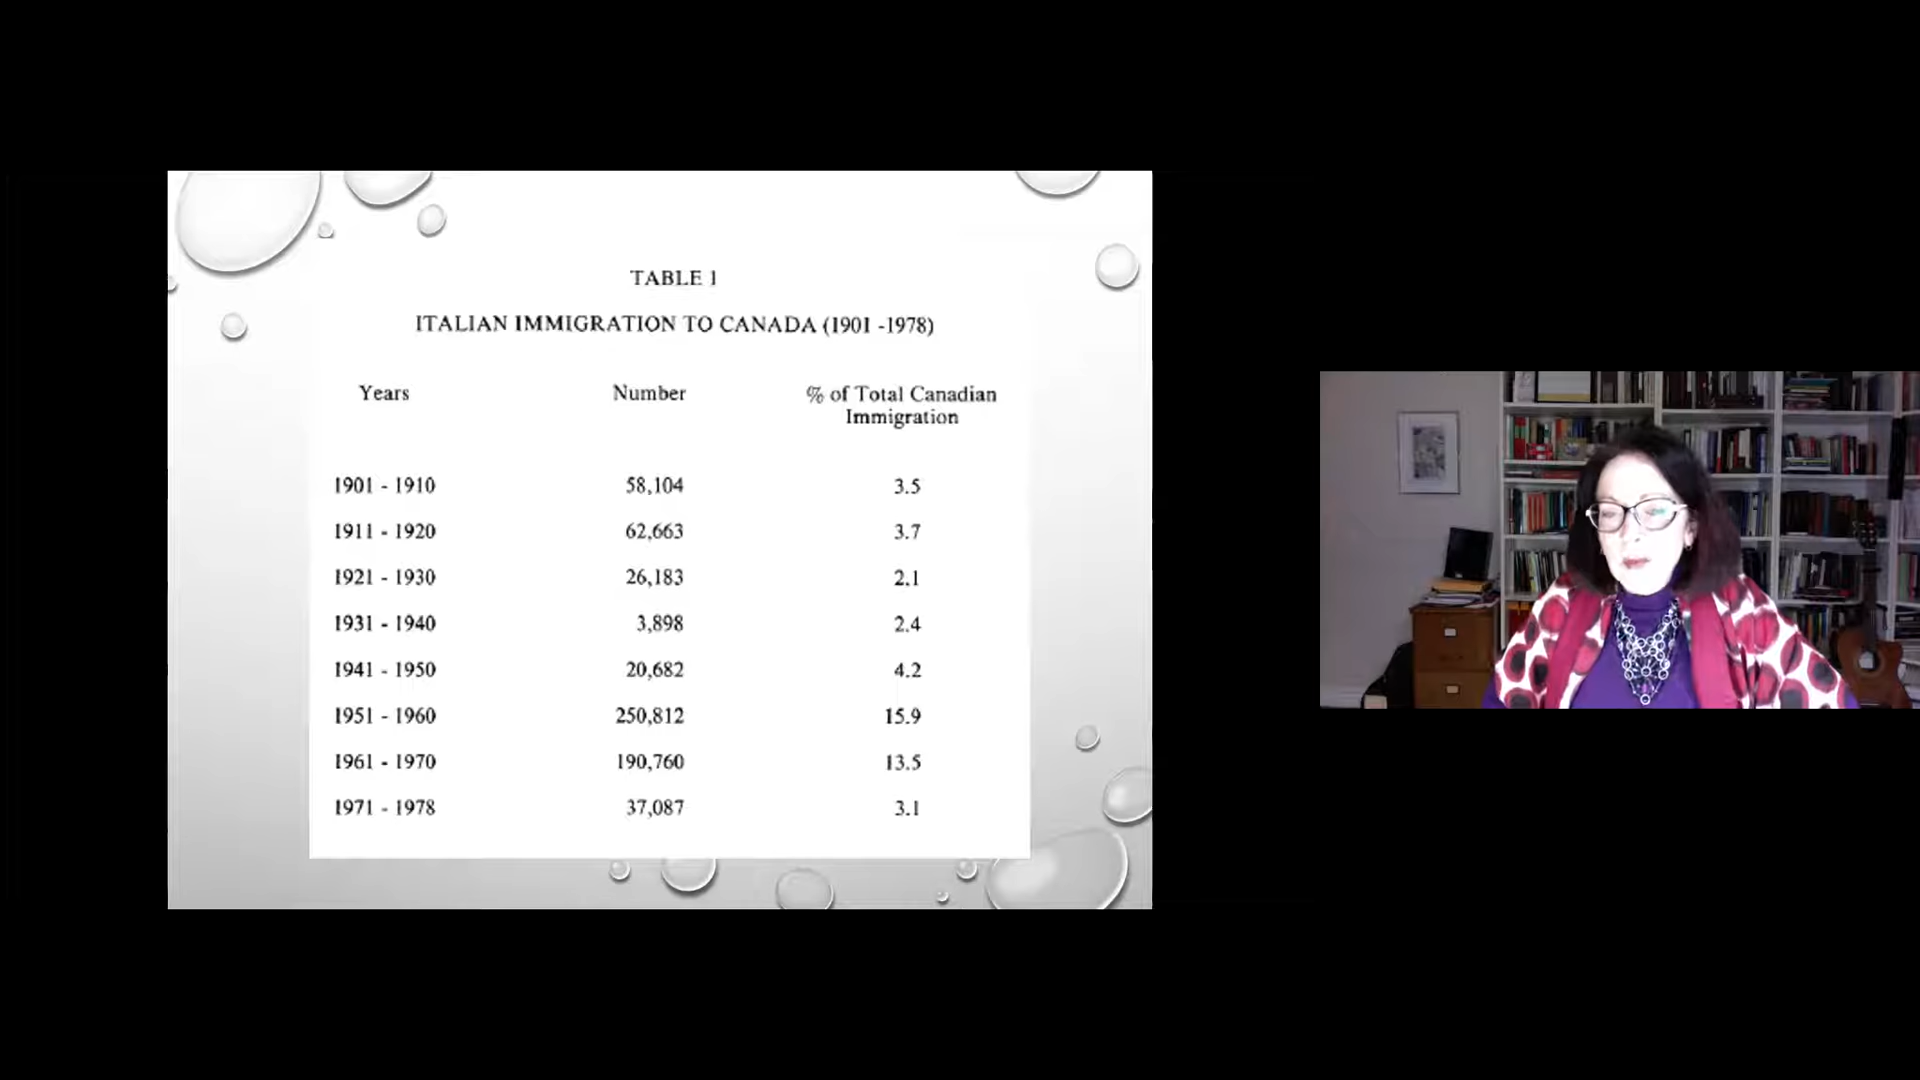 TABLE 1
ITALIAN IMMIGRATION TO CANADA (1901 -1978)
Years Number % of Total Canadian
Immigration
1901 - 1910 58,104 3.5
1911 - 1920 62,663 3.7
1921 - 1930 26,183 2.1
1931 - 1940 3,898 2.4
1941 - 1950 20,682 4.2
1951 - 1960 250,812 15.9
1961 - 1970 190,760 13.5
1971 - 1978 37,087 3.1